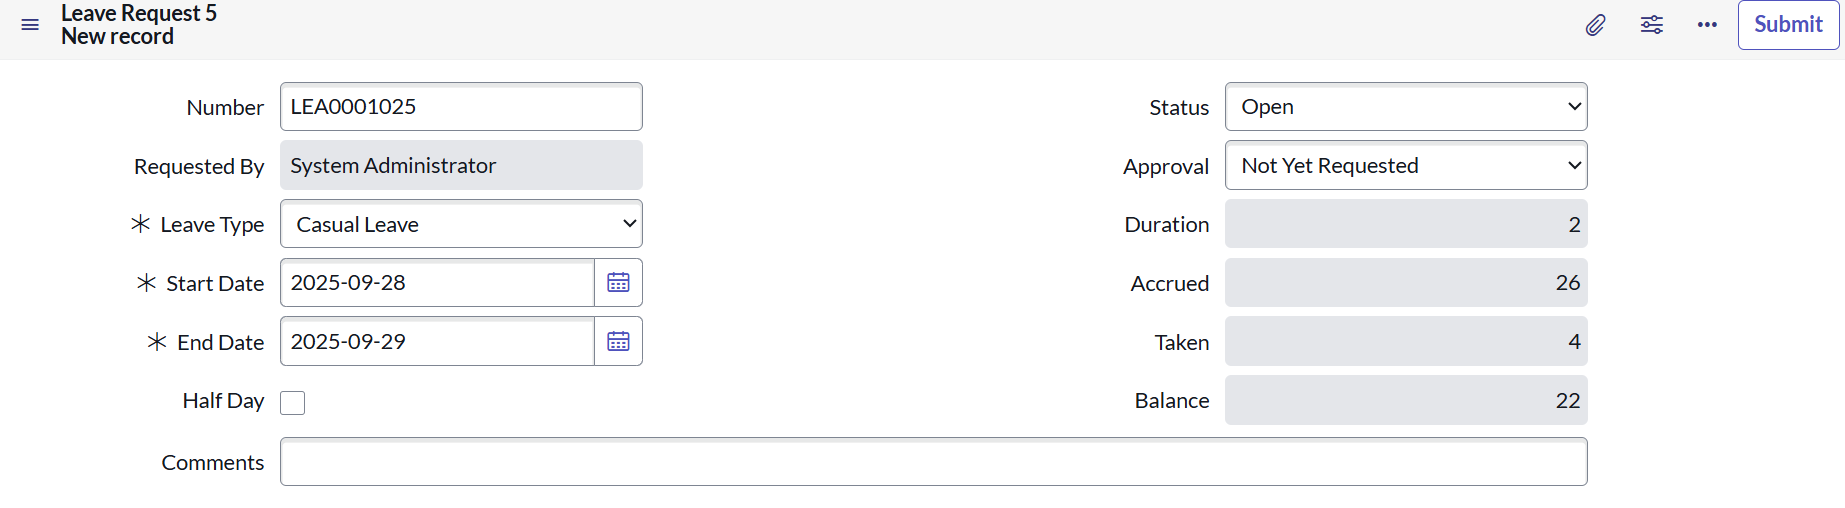 Leave Request 5
New record
Submit
Number LEA0001025
Requested By System Administrator
Leave Type Casual Leave
Start Date 2025-09-28
End Date 2025-09-29
Half Day
Status Open
Approval Not Yet Requested
Duration 2
Accrued 26
Taken 4
Balance 22
Comments